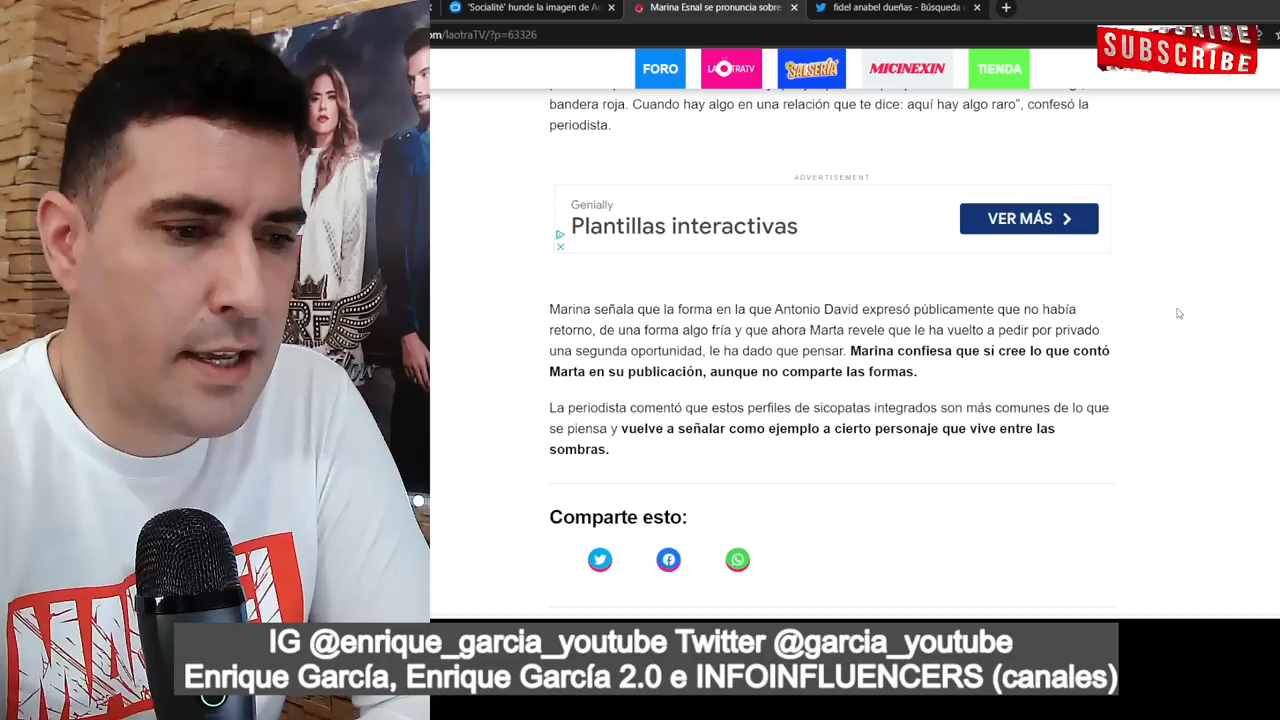 'Socialité' hunde la imagen de A
Marina Esnal se pronuncia sobre
fidel anabel dueñas - Búsqueda
om/laotraTV/?p=63326
SUBSCRIBE
FORO
LAOTRATV
SALSERÍA
MICINEXIN
TIENDA
bandera roja. Cuando hay algo en una relación que te dice: aquí hay algo raro”, confesó la
periodista.
ADVERTISEMENT
Genially
Plantillas interactivas
VER MÁS
Marina señala que la forma en la que Antonio David expresó públicamente que no había
retorno, de una forma algo fría y que ahora Marta revele que le ha vuelto a pedir por privado
una segunda oportunidad, le ha dado que pensar. Marina confiesa que sí cree lo que contó
Marta en su publicación, aunque no comparte las formas.
La periodista comentó que estos perfiles de sicopatas integrados son más comunes de lo que
se piensa y vuelve a señalar como ejemplo a cierto personaje que vive entre las
sombras.
Comparte esto:
IG @enrique_garcia_youtube Twitter @garcia_youtube
Enrique García, Enrique García 2.0 e INFOINFLUENCERS (canales)